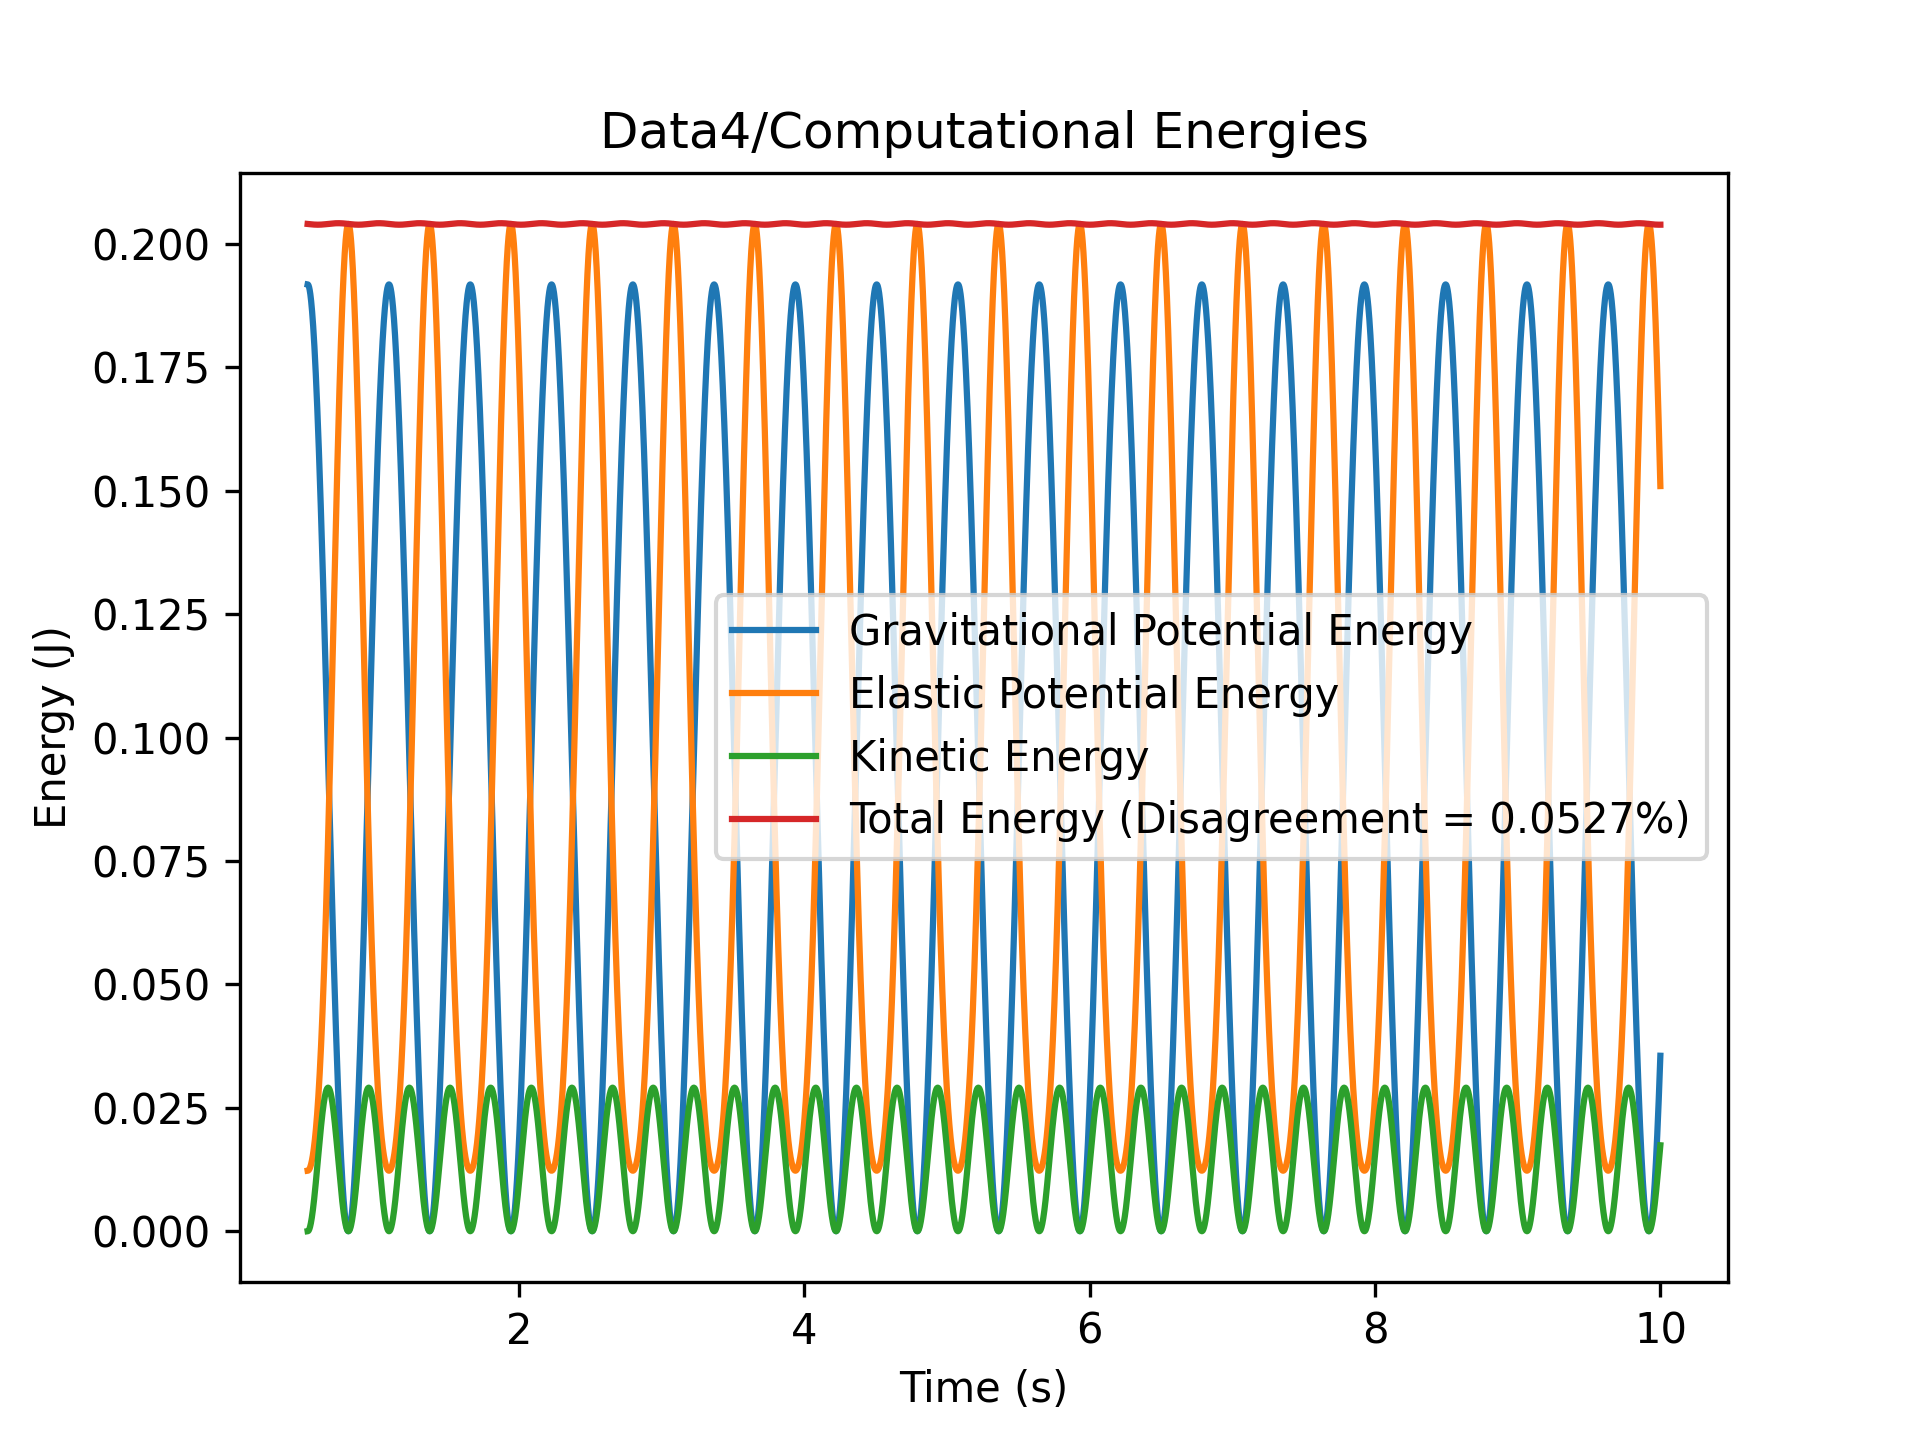 Data4/Computational Energies
Energy (J)
0.200
0.175
0.150
0.125
0.100
0.075
0.050
0.025
0.000
Gravitational Potential Energy
Elastic Potential Energy
Kinetic Energy
Total Energy (Disagreement = 0.0527%)
2 4 6 8 10
Time (s)